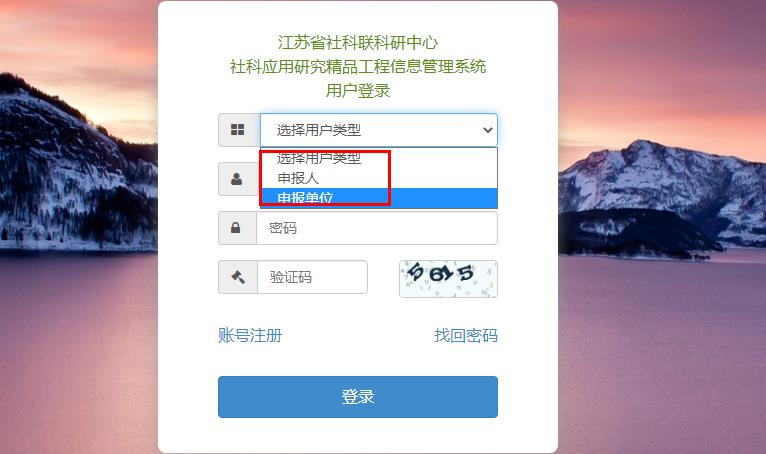 江苏省社科联科研中心
社科应用研究精品工程信息管理系统
用户登录
选择用户类型
选择用户类型
申报人
申报单位
密码
验证码
5615
账号注册
找回密码
登录